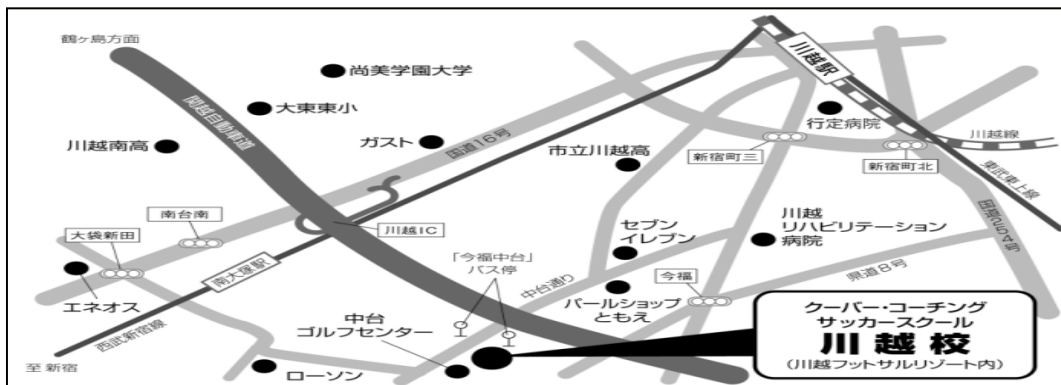 鶴ヶ島方面
尚美学園大学
関越自動車道
大東東小
川越駅
行定病院
川越南高
ガスト
国道16号
市立川越高
新宿町三
新宿町北
川越線
東武東上線
大袋新田
南台南
川越IC
セブン
イレブン
川越
リハビリテーション
病院
国道254号
エネオス
南大塚駅
「今福中台」
バス停
中台通り
今福
県道8号
パールショップ
ともえ
西武新宿線
中台
ゴルフセンター
至 新宿
ローソン
クーバー・コーチング
サッカースクール
川越校
(川越フットサルリゾート内)